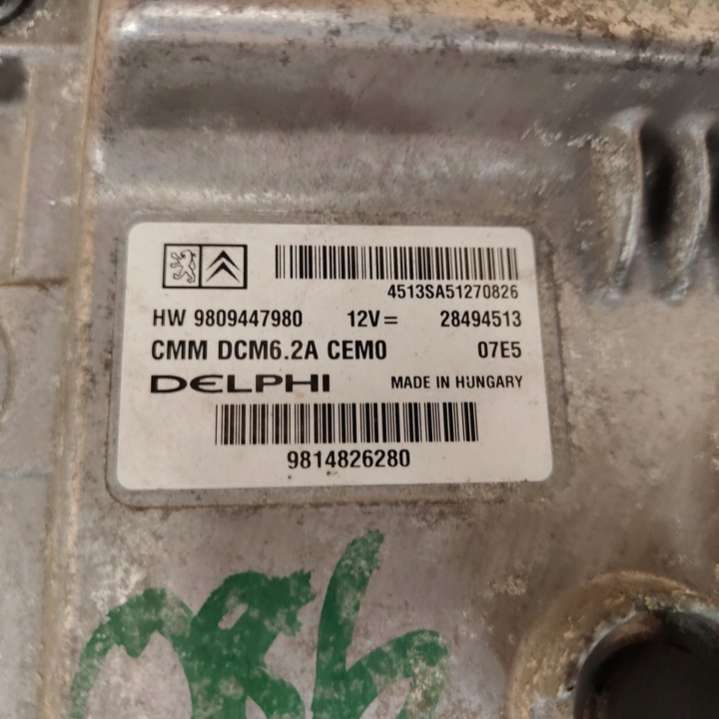 4513SA51270826
HW 9809447980 12V= 28494513
CMM DCM6.2A CEM0 07E5
DELPHI MADE IN HUNGARY
9814826280